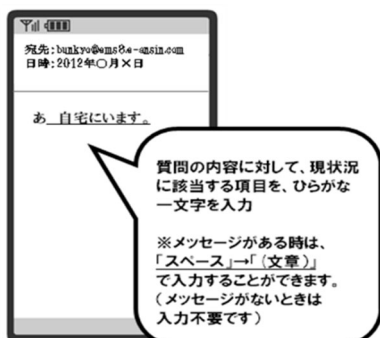 宛先:bunkyo@ems8.e-ansin.com
日時:2012年○月×日
あ 自宅にいます。
質問の内容に対して、現状況
に該当する項目を、ひらがな
一文字を入力
※メッセージがある時は、
「スペース」→「(文章)」
で入力することができます。
(メッセージがないときは
入力不要です)